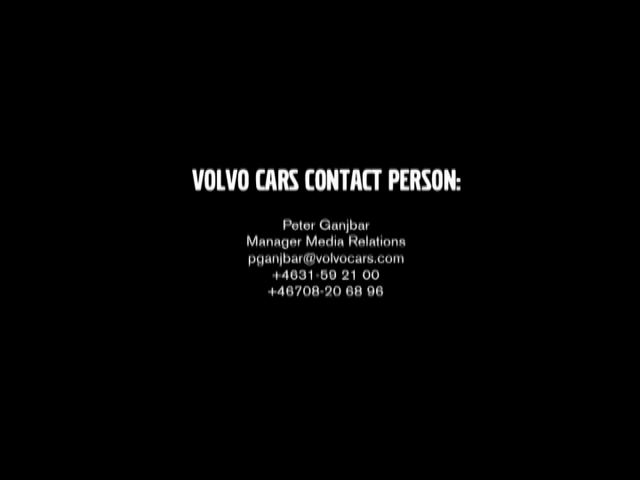 VOLVO CARS CONTACT PERSON:
Peter Ganjbar
Manager Media Relations
pganjbar@volvocars.com
+4631-59 21 00
+46708-20 68 96